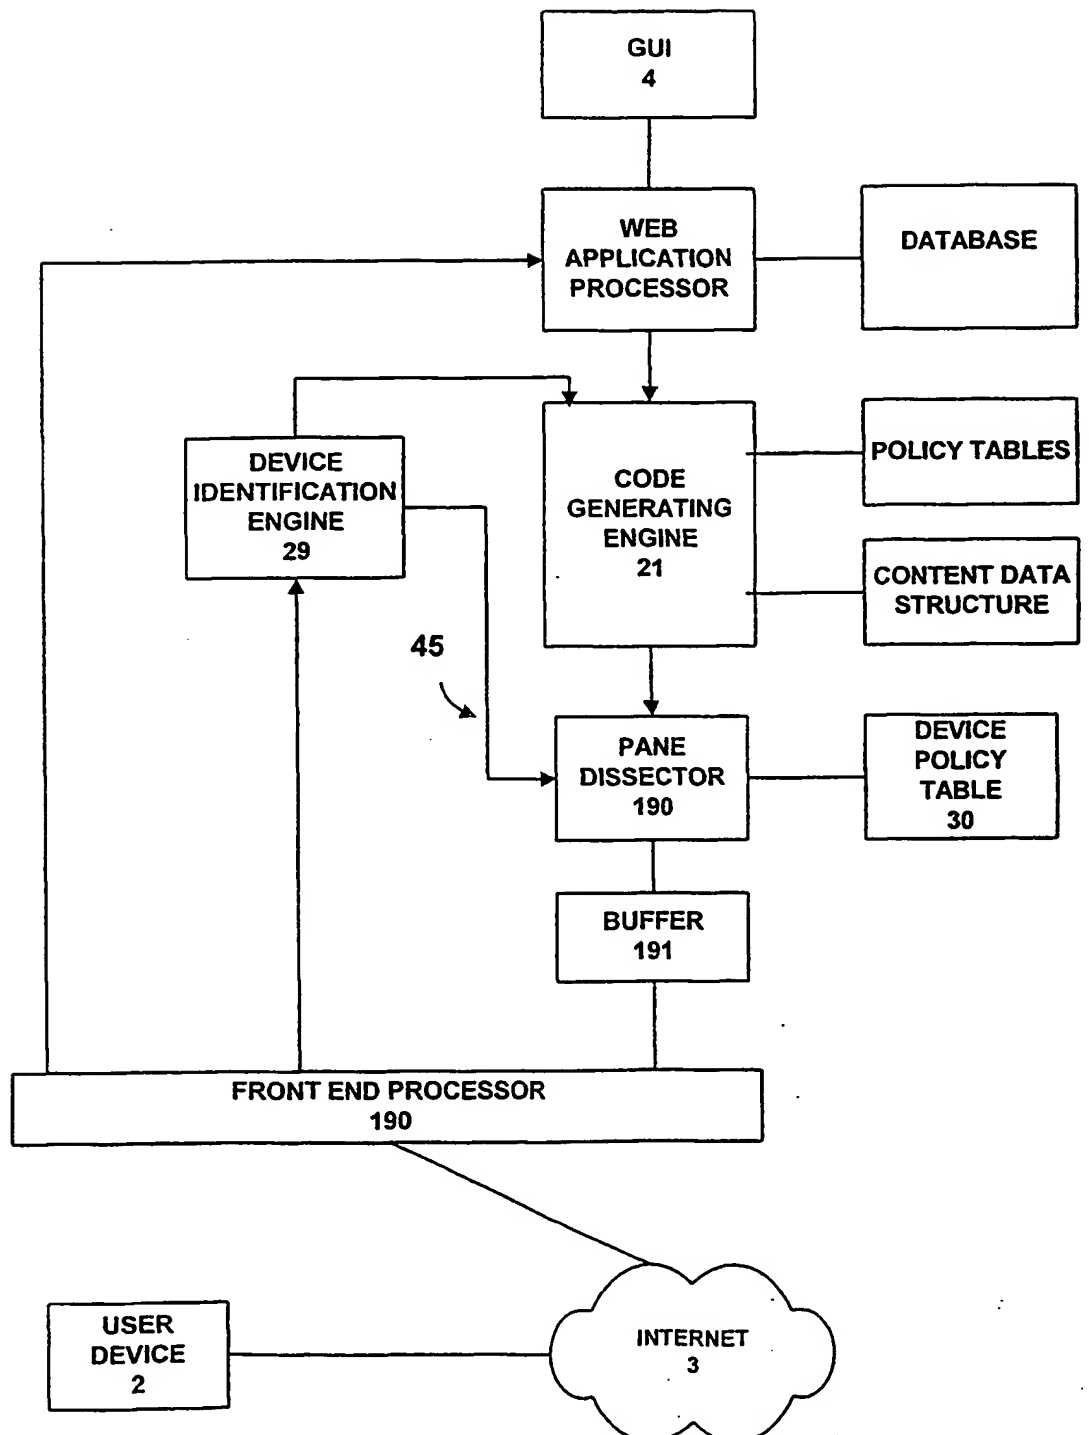 GUI
4
WEB
APPLICATION
PROCESSOR
DATABASE
DEVICE
IDENTIFICATION
ENGINE
29
CODE
GENERATING
ENGINE
21
POLICY TABLES
CONTENT DATA
STRUCTURE
45
PANE
DISSECTOR
190
DEVICE
POLICY
TABLE
30
BUFFER
191
FRONT END PROCESSOR
190
USER
DEVICE
2
INTERNET
3